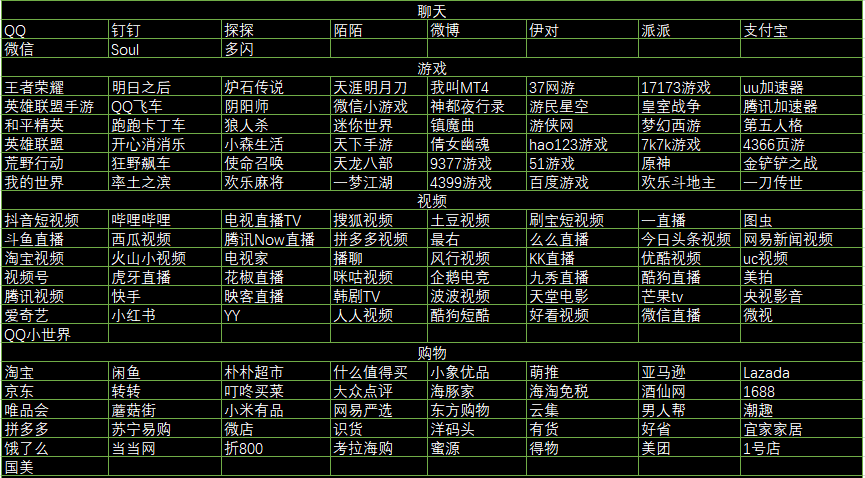 聊天
QQ 钉钉 探探 陌陌 微博 伊对 派派 支付宝
微信 Soul 多闪
游戏
王者荣耀 明日之后 炉石传说 天涯明月刀 我叫MT4 37网游 17173游戏 uu加速器
英雄联盟手游 QQ飞车 阴阳师 微信小游戏 神都夜行录 游民星空 皇室战争 腾讯加速器
和平精英 跑跑卡丁车 狼人杀 迷你世界 镇魔曲 游侠网 梦幻西游 第五人格
英雄联盟 开心消消乐 小森生活 天下手游 倩女幽魂 hao123游戏 7k7k游戏 4366页游
荒野行动 狂野飙车 使命召唤 天龙八部 9377游戏 51游戏 原神 金铲铲之战
我的世界 率土之滨 欢乐麻将 一梦江湖 4399游戏 百度游戏 欢乐斗地主 一刀传世
视频
抖音短视频 哔哩哔哩 电视直播TV 搜狐视频 土豆视频 刷宝短视频 一直播 图虫
斗鱼直播 西瓜视频 腾讯Now直播 拼多多视频 最右 么么直播 今日头条视频 网易新闻视频
淘宝视频 火山小视频 电视家 播聊 风行视频 KK直播 优酷视频 uc视频
视频号 虎牙直播 花椒直播 咪咕视频 企鹅电竞 九秀直播 酷狗直播 美拍
腾讯视频 快手 映客直播 韩剧TV 波波视频 天堂电影 芒果tv 央视影音
爱奇艺 小红书 YY 人人视频 酷狗短酷 好看视频 微信直播 微视
QQ小世界
购物
淘宝 闲鱼 朴朴超市 什么值得买 小象优品 萌推 亚马逊 Lazada
京东 转转 叮咚买菜 大众点评 海豚家 海淘免税 酒仙网 1688
唯品会 蘑菇街 小米有品 网易严选 东方购物 云集 男人帮 潮趣
拼多多 苏宁易购 微店 识货 洋码头 有货 好省 宜家家居
饿了么 当当网 折800 考拉海购 蜜源 得物 美团 1号店
国美